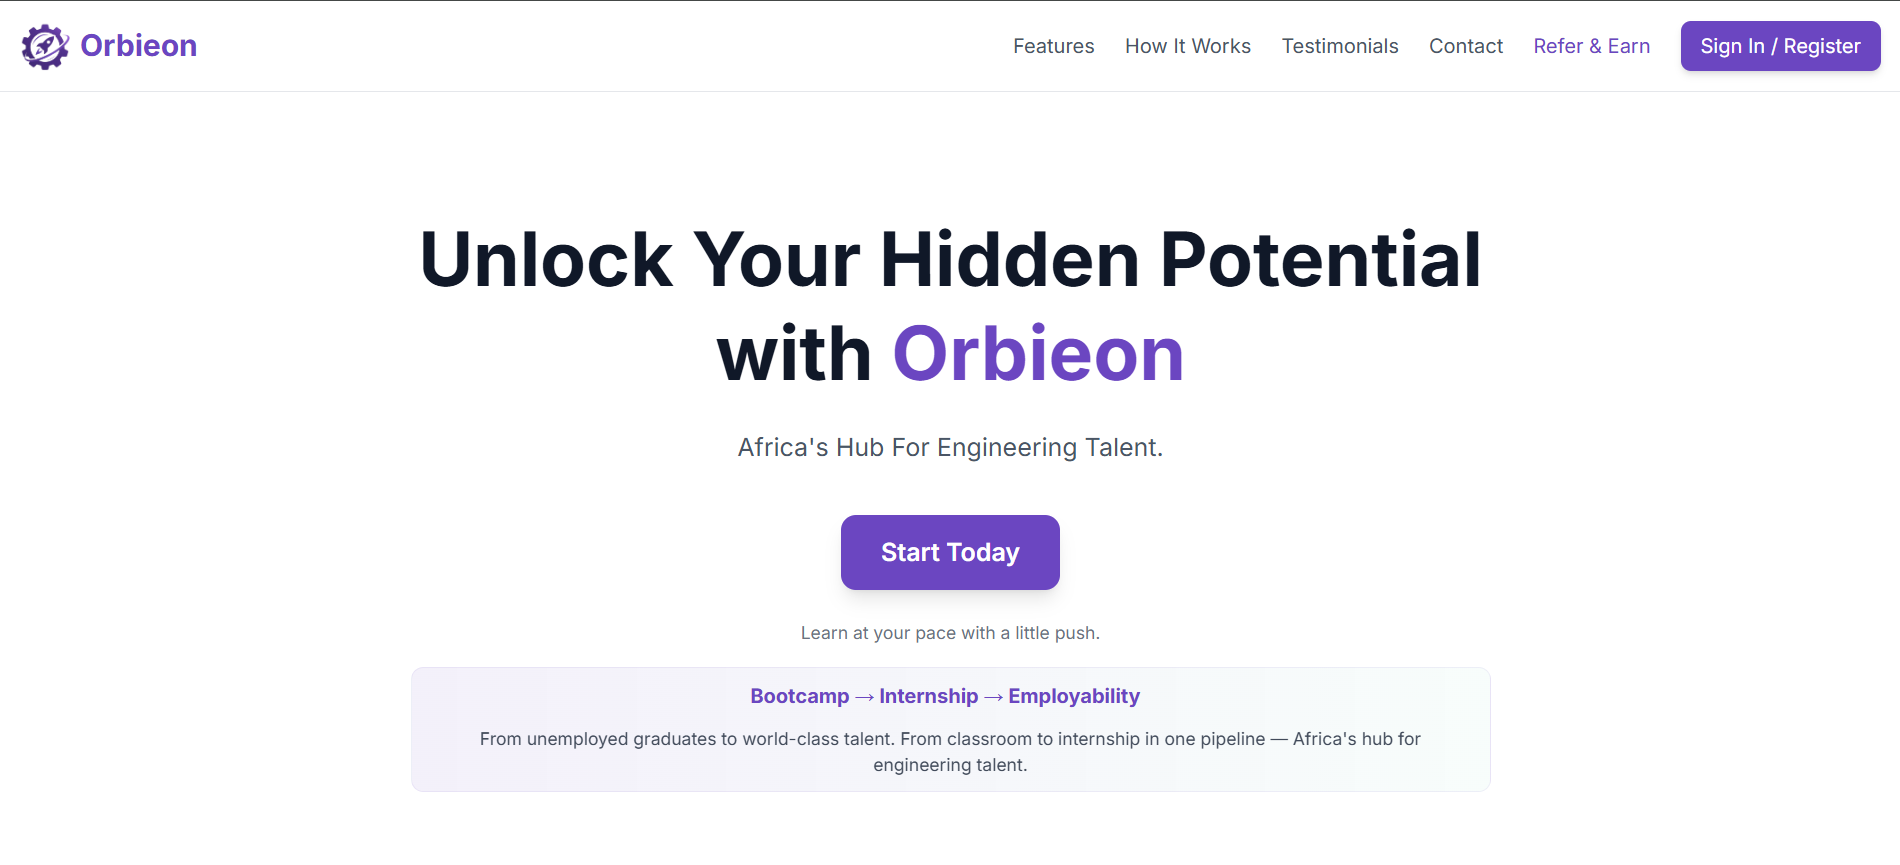 Orbieon
Features
How It Works
Testimonials
Contact
Refer & Earn
Sign In / Register
Unlock Your Hidden Potential
with Orbieon
Africa's Hub For Engineering Talent.
Start Today
Learn at your pace with a little push.
Bootcamp → Internship → Employability
From unemployed graduates to world-class talent. From classroom to internship in one pipeline — Africa's hub for
engineering talent.